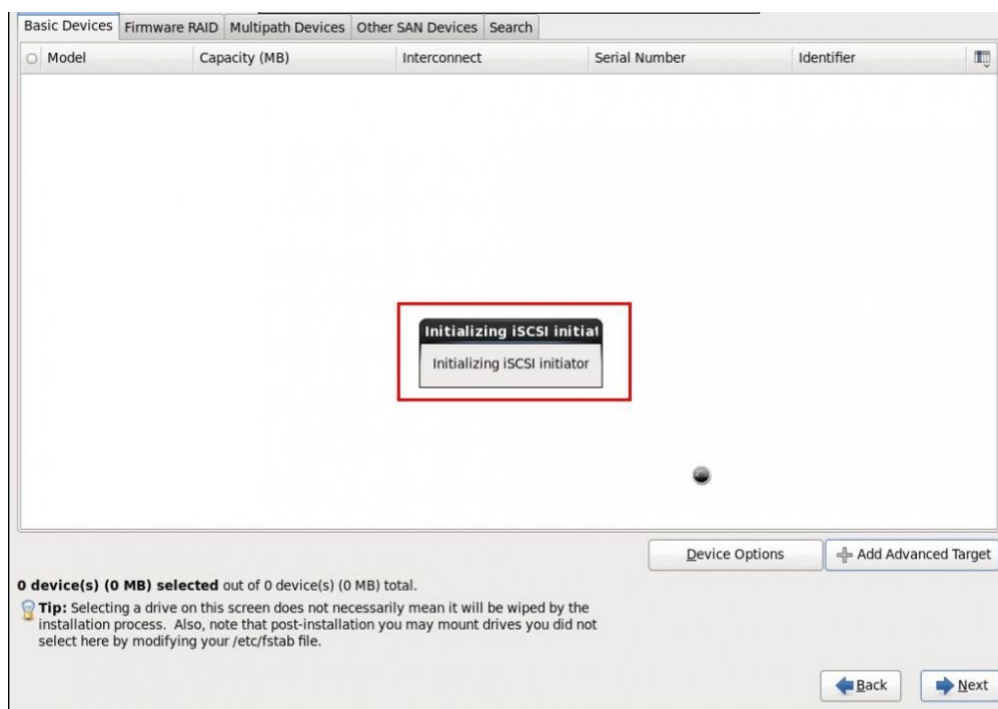 Basic Devices Firmware RAID Multipath Devices Other SAN Devices Search
Model Capacity (MB) Interconnect Serial Number Identifier
Initializing iSCSI initiat
Initializing iSCSI initiator
Device Options Add Advanced Target
0 device(s) (0 MB) selected out of 0 device(s) (0 MB) total.
Tip: Selecting a drive on this screen does not necessarily mean it will be wiped by the
installation process. Also, note that post-installation you may mount drives you did not
select here by modifying your /etc/fstab file.
Back Next